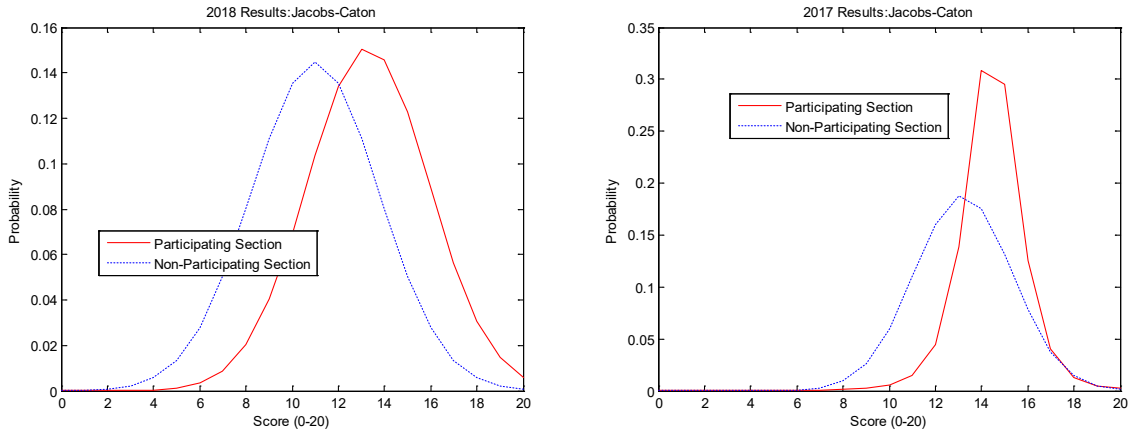 2018 Results:Jacobs-Caton
0.16
0.14
0.12
0.1
0.08
0.06
0.04
0.02
0
Probability
Participating Section
Non-Participating Section
0 2 4 6 8 10 12 14 16 18 20
Score (0-20)
2017 Results:Jacobs-Caton
0.35
0.3
0.25
0.2
0.15
0.1
0.05
0
Probability
Participating Section
Non-Participating Section
0 2 4 6 8 10 12 14 16 18 20
Score (0-20)